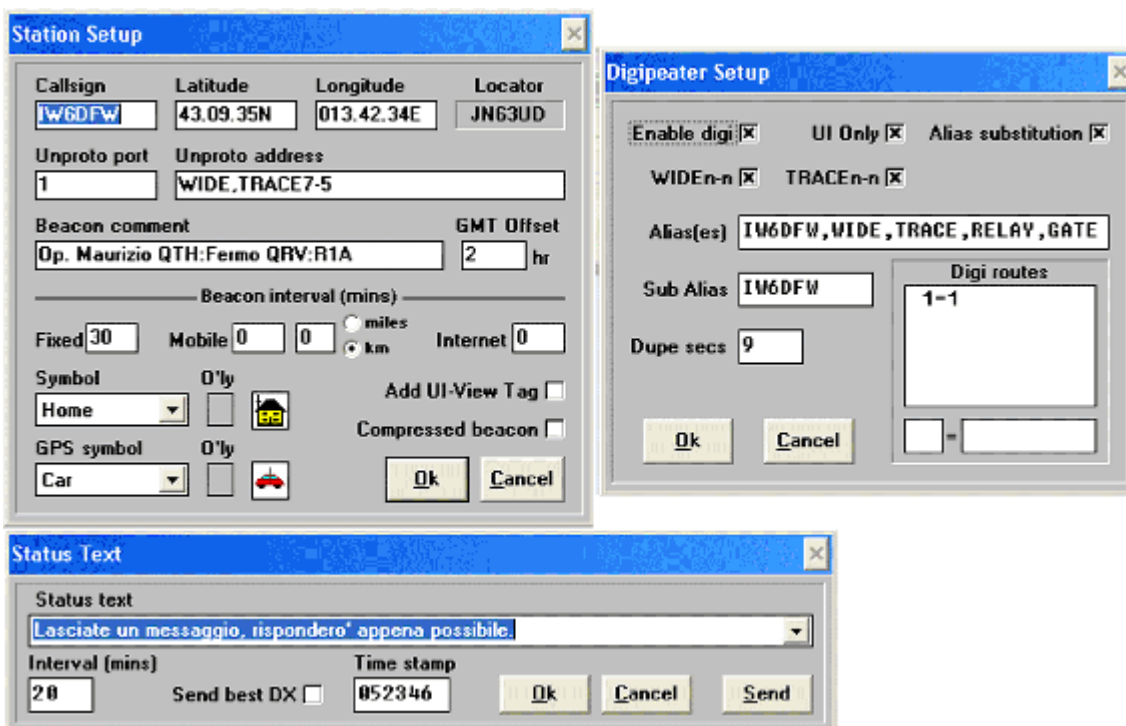 Station Setup
Callsign Latitude Longitude Locator
IW6DFW 43.09.35N 013.42.34E JN63UD
Unproto port Unproto address
1 WIDE,TRACE7-5
Beacon comment GMT Offset
Op. Maurizio QTH:Fermo QRV:R1A 2 hr
Beacon interval (mins)
Fixed 30 Mobile 0 0 miles km Internet 0
Symbol O'ly
Home
Add UI-View Tag
Compressed beacon
GPS symbol O'ly
Car
Ok Cancel
Digipeater Setup
Enable digi UI Only Alias substitution
WIDEn-n TRACEn-n
Alias(es) IW6DFW,WIDE,TRACE,RELAY,GATE
Sub Alias IW6DFW
Dupe secs 9
Digi routes
1=1
=
Ok Cancel
Status Text
Status text
Lasciate un messaggio, rispondero' appena possibile.
Interval (mins) Time stamp
20 Send best DX 052346 Ok Cancel Send